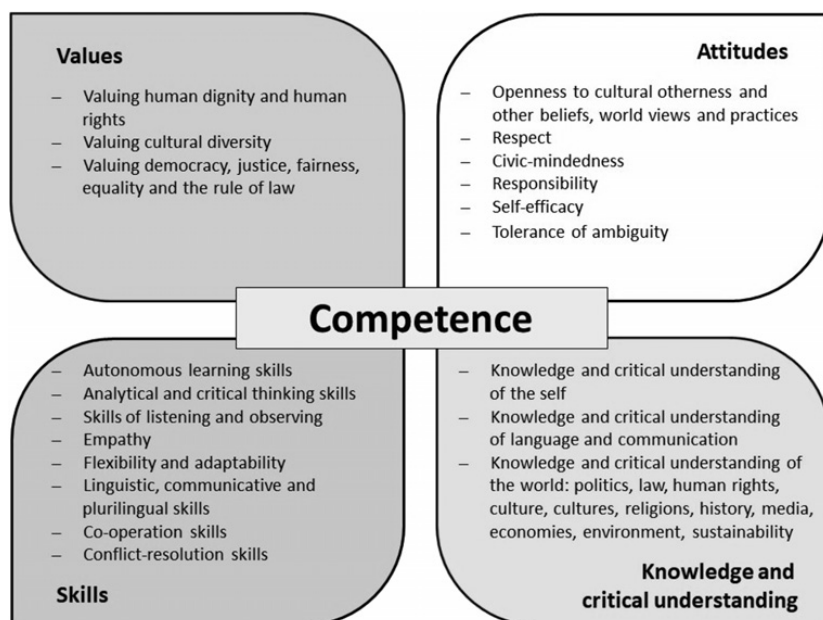 Values
– Valuing human dignity and human
rights
– Valuing cultural diversity
– Valuing democracy, justice, fairness,
equality and the rule of law
Attitudes
– Openness to cultural otherness and
other beliefs, world views and practices
– Respect
– Civic-mindedness
– Responsibility
– Self-efficacy
– Tolerance of ambiguity
Competence
– Autonomous learning skills
– Analytical and critical thinking skills
– Skills of listening and observing
– Empathy
– Flexibility and adaptability
– Linguistic, communicative and
plurilingual skills
– Co-operation skills
– Conflict-resolution skills
Skills
– Knowledge and critical understanding
of the self
– Knowledge and critical understanding
of language and communication
– Knowledge and critical understanding of
the world: politics, law, human rights,
culture, cultures, religions, history, media,
economies, environment, sustainability
Knowledge and
critical understanding